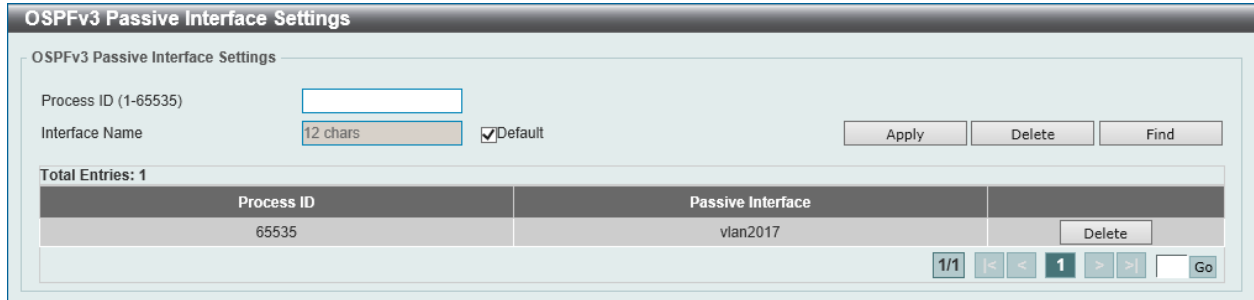 OSPFv3 Passive Interface Settings
OSPFv3 Passive Interface Settings
Process ID (1-65535)
Interface Name 12 chars Default Apply Delete Find
Total Entries: 1
Process ID Passive Interface
65535 vlan2017 Delete
1/1 |< < 1 > >| Go